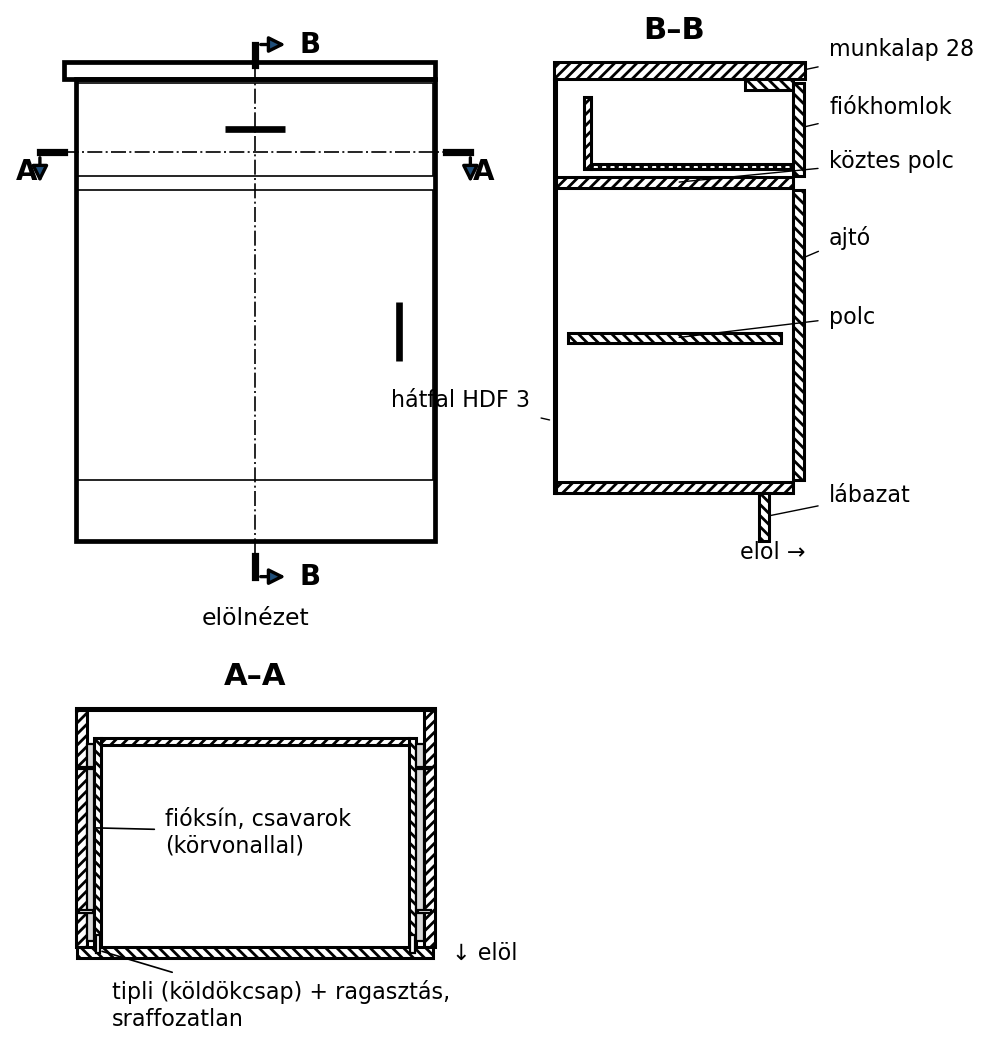 B
B–B
munkalap 28
fiókhomlok
köztes polc
A
A
ajtó
polc
hátfal HDF 3
lábazat
elöl →
B
elölnézet
A–A
fióksín, csavarok
(körvonallal)
↓ elöl
tipli (köldökcsap) + ragasztás,
sraffozatlan